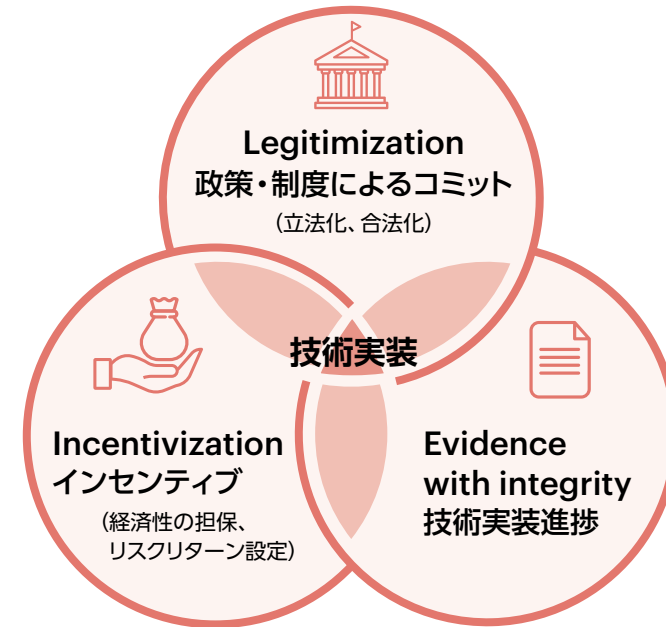 Legitimization
政策・制度によるコミット
（立法化、合法化）
技術実装
Incentivization
インセンティブ
（経済性の担保、
リスクリターン設定）
Evidence
with integrity
技術実装進捗